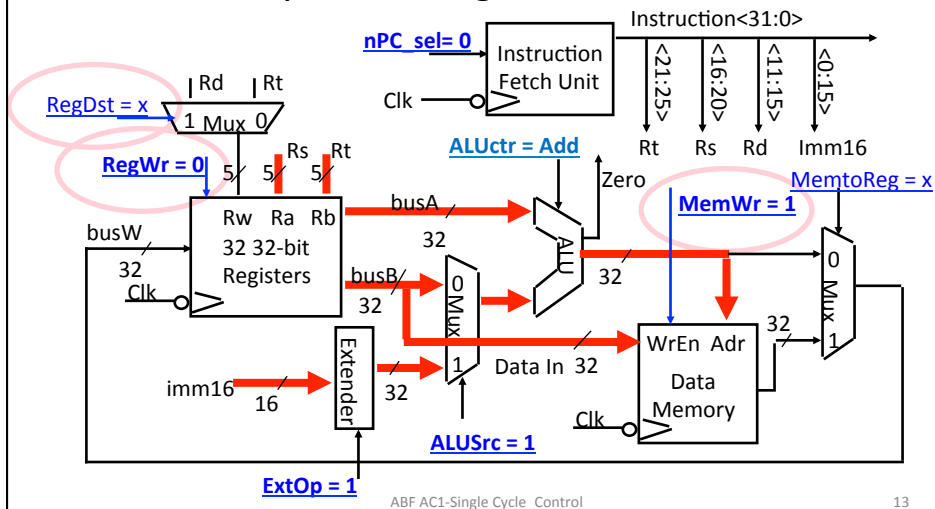 Instruction<31:0>
nPC_sel= 0
Instruction
Fetch Unit
Clk
<21:25>
<16:20>
<11:15>
<0:15>
Rt
Rs
Rd
Imm16
Rd
Rt
RegDst = x
1 Mux 0
RegWr = 0
5
5
5
Rs
Rt
ALUctr = Add
Zero
MemWr = 1
MemtoReg = x
busW
32
Rw Ra Rb
32 32-bit
Registers
Clk
busA
32
busB
32
0
Mux
1
ALU
32
0
Mux
1
32
WrEn Adr
Data
Memory
Clk
Data In
32
imm16
16
Extender
32
ALUSrc = 1
ExtOp = 1
ABF AC1-Single Cycle Control
13